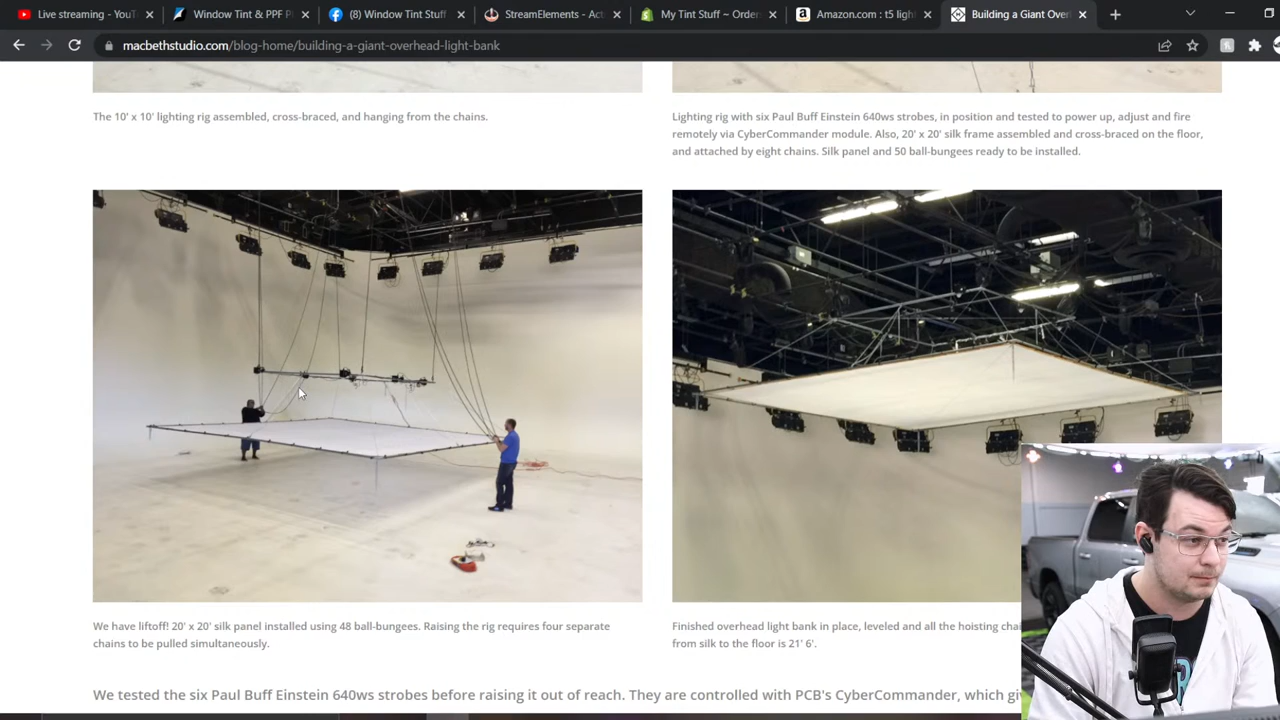 Live streaming - YouT
Window Tint & PPF P
(8) Window Tint Stuff
StreamElements - Act
My Tint Stuff ~ Order
Amazon.com : t5 ligh
Building a Giant Over
macbethstudio.com/blog-home/building-a-giant-overhead-light-bank
The 10' x 10' lighting rig assembled, cross-braced, and hanging from the chains.
Lighting rig with six Paul Buff Einstein 640ws strobes, in position and tested to power up, adjust and fire
remotely via CyberCommander module. Also, 20' x 20' silk frame assembled and cross-braced on the floor,
and attached by eight chains. Silk panel and 50 ball-bungees ready to be installed.
We have liftoff! 20' x 20' silk panel installed using 48 ball-bungees. Raising the rig requires four separate
chains to be pulled simultaneously.
Finished overhead light bank in place, leveled and all the hoisting chai
from silk to the floor is 21' 6'.
We tested the six Paul Buff Einstein 640ws strobes before raising it out of reach. They are controlled with PCB's CyberCommander, which gi